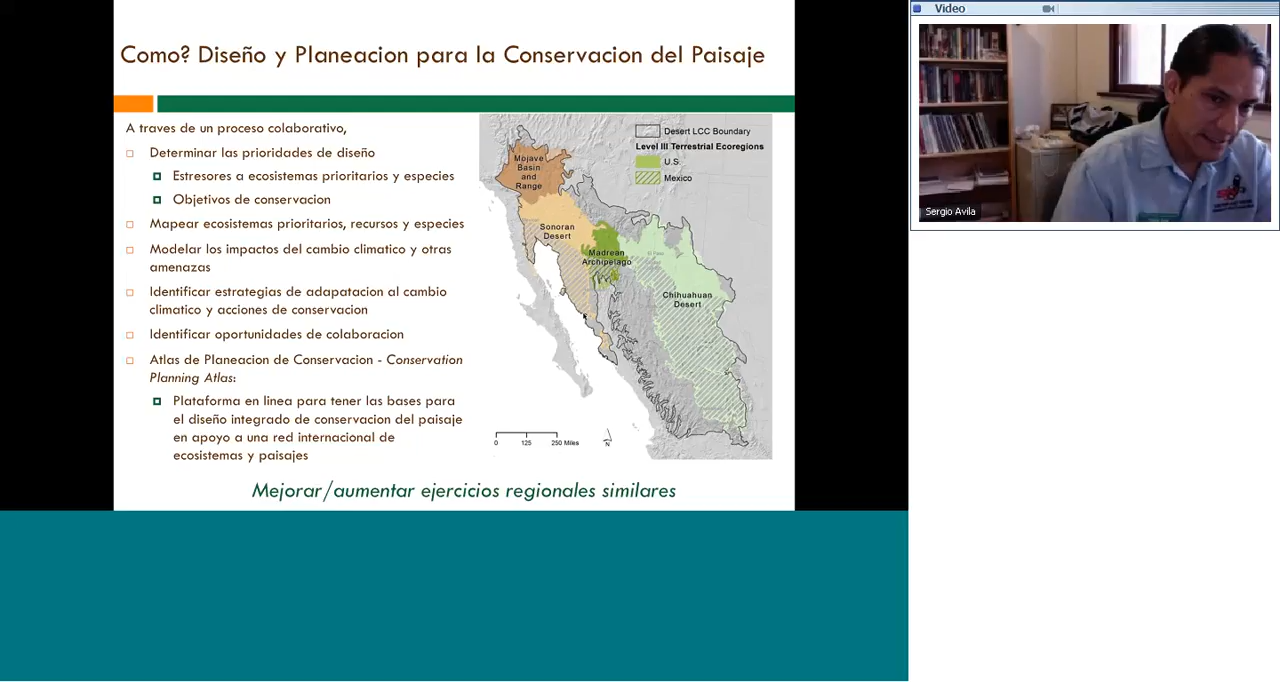 Como? Diseño y Planeacion para la Conservacion del Paisaje
A traves de un proceso colaborativo,
Determinar las prioridades de diseño
Estresores a ecosistemas prioritarios y especies
Objetivos de conservacion
Mapear ecosistemas prioritarios, recursos y especies
Modelar los impactos del cambio climatico y otras
amenazas
Identificar estrategias de adapatacion al cambio
climatico y acciones de conservacion
Identificar oportunidades de colaboracion
Atlas de Planeacion de Conservacion - Conservation
Planning Atlas:
Plataforma en linea para tener las bases para
el diseño integrado de conservacion del paisaje
en apoyo a una red internacional de
ecosistemas y paisajes
Mejorar/aumentar ejercicios regionales similares
Desert LCC Boundary
Level III Terrestrial Ecoregions
U.S.
Mexico
Mojave
Basin
and
Range
Sonoran
Desert
Madrean
Archipelago
Chihuahuan
Desert
0 125 250 Miles
N
Video
Sergio Avila